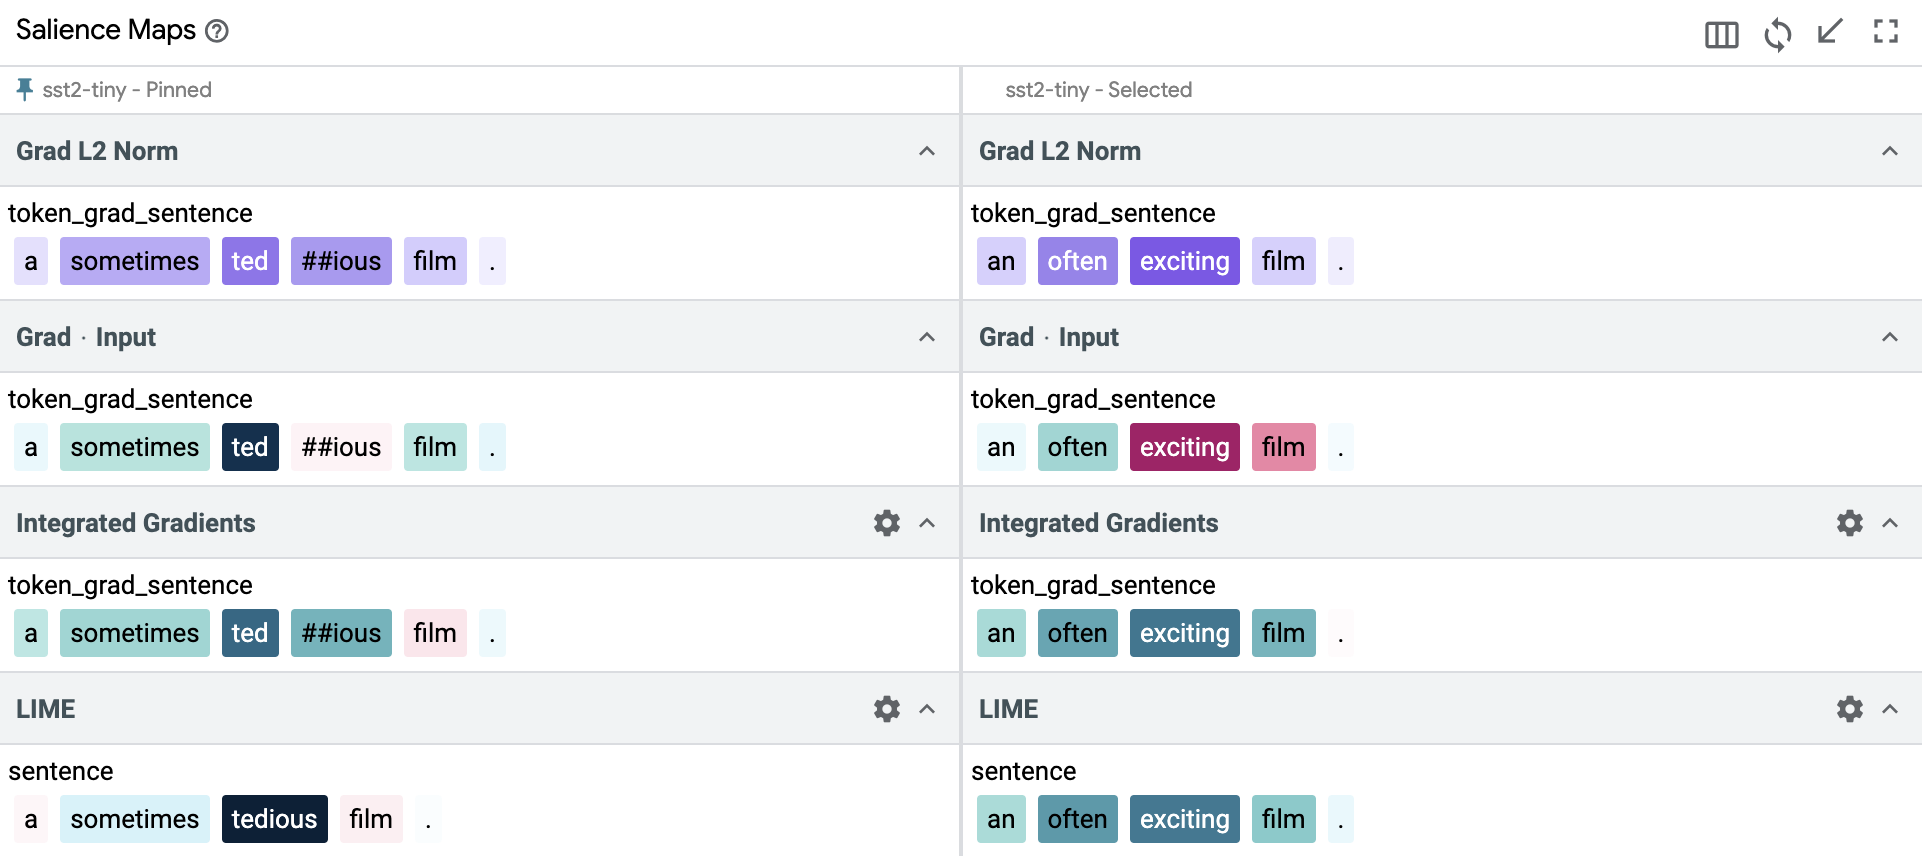 Salience Maps
sst2-tiny - Pinned
Grad L2 Norm
token_grad_sentence
a sometimes ted ##ious film .
Grad · Input
token_grad_sentence
a sometimes ted ##ious film .
Integrated Gradients
token_grad_sentence
a sometimes ted ##ious film .
LIME
sentence
a sometimes tedious film .
sst2-tiny - Selected
Grad L2 Norm
token_grad_sentence
an often exciting film .
Grad · Input
token_grad_sentence
an often exciting film .
Integrated Gradients
token_grad_sentence
an often exciting film .
LIME
sentence
an often exciting film .